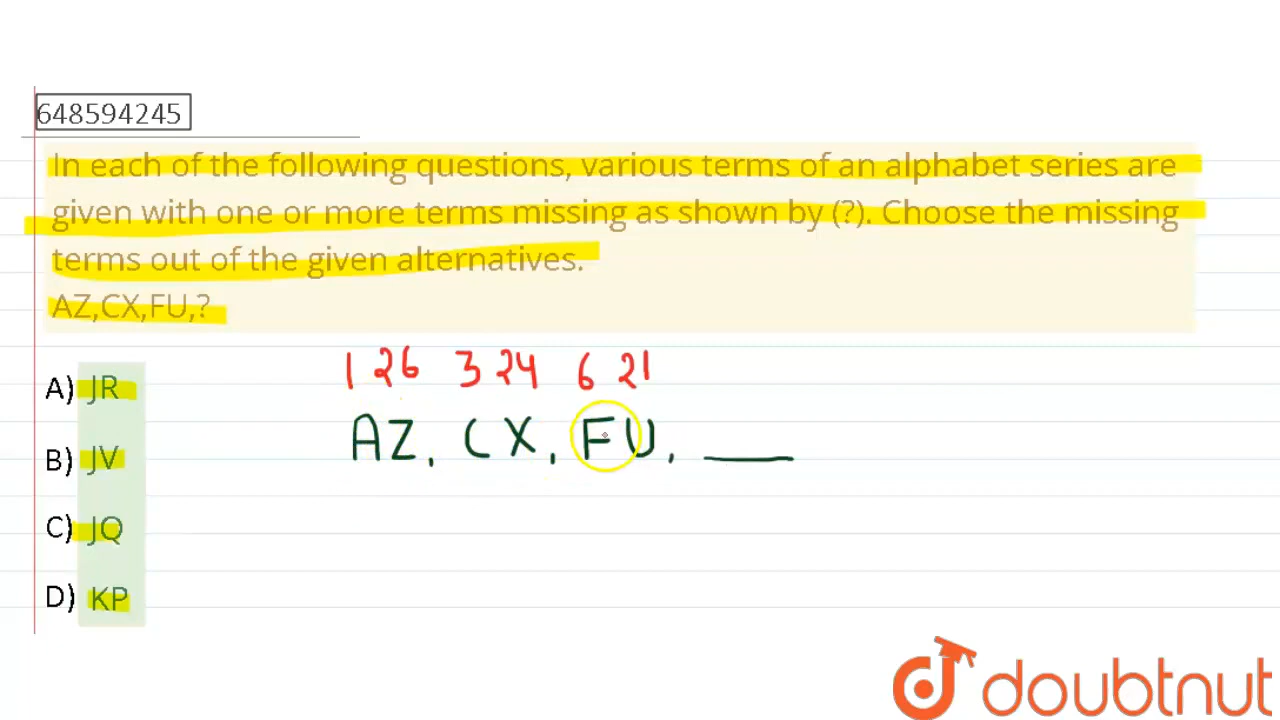 648594245
In each of the following questions, various terms of an alphabet series are
given with one or more terms missing as shown by (?). Choose the missing
terms out of the given alternatives.
AZ,CX,FU,?
A) JR
B) JV
C) JQ
D) KP
1 26 3 24 6 21
AZ, CX, FU, ____
doubtnut